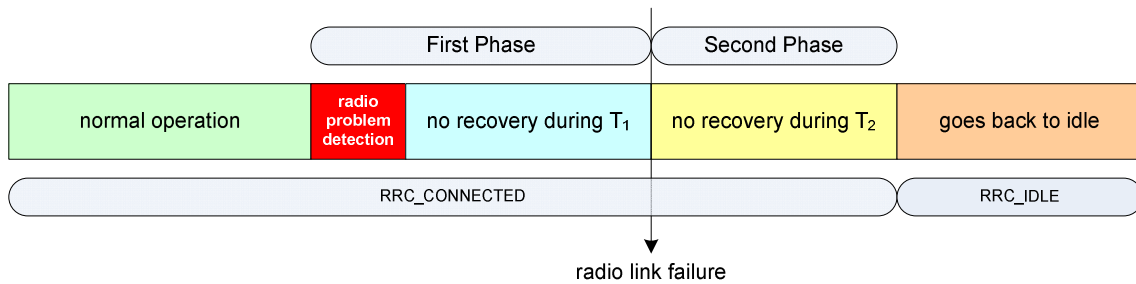 First Phase
Second Phase
normal operation
radio
problem
detection
no recovery during T₁
no recovery during T₂
goes back to idle
RRC_CONNECTED
RRC_IDLE
radio link failure